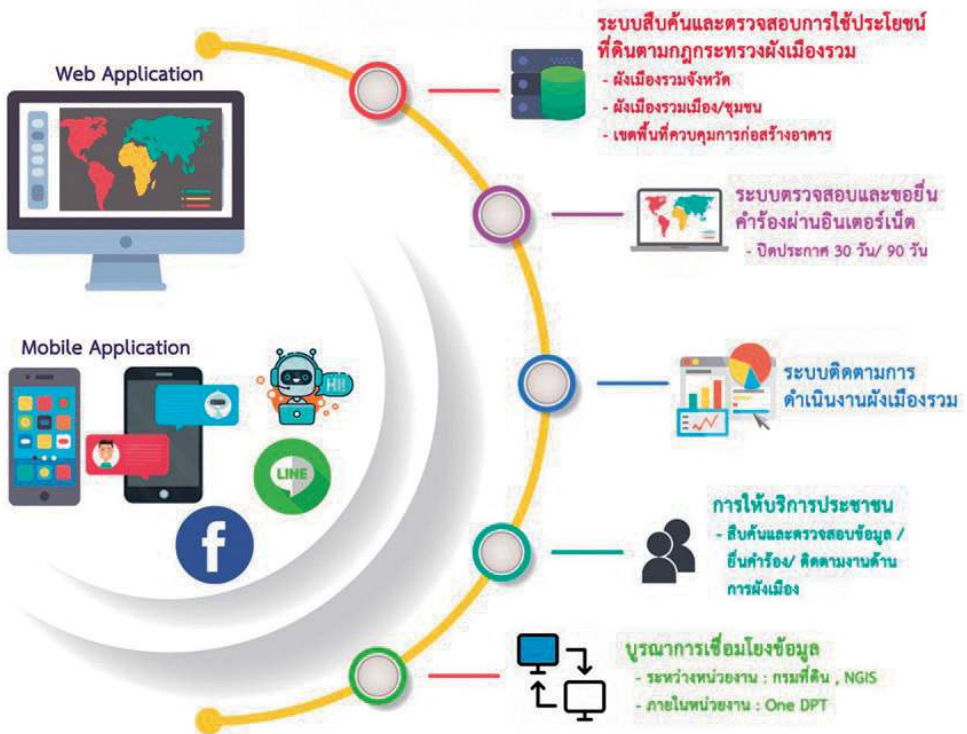 Web Application
ระบบสืบค้นและตรวจสอบการใช้ประโยชน์
ที่ดินตามกฎกระทรวงผังเมืองรวม
- ผังเมืองรวมจังหวัด
- ผังเมืองรวมเมือง/ชุมชน
- เขตพื้นที่ควบคุมการก่อสร้างอาคาร
ระบบตรวจสอบและขอยื่น
คำร้องผ่านอินเตอร์เน็ต
- ปิดประกาศ 30 วัน/ 90 วัน
Mobile Application
HI!
LINE
f
ระบบติดตามการ
ดำเนินงานผังเมืองรวม
การให้บริการประชาชน
- สืบค้นและตรวจสอบข้อมูล /
ยื่นคำร้อง/ ติดตามงานด้าน
การผังเมือง
บูรณาการเชื่อมโยงข้อมูล
- ระหว่างหน่วยงาน : กรมที่ดิน , NGIS
- ภายในหน่วยงาน : One DPT